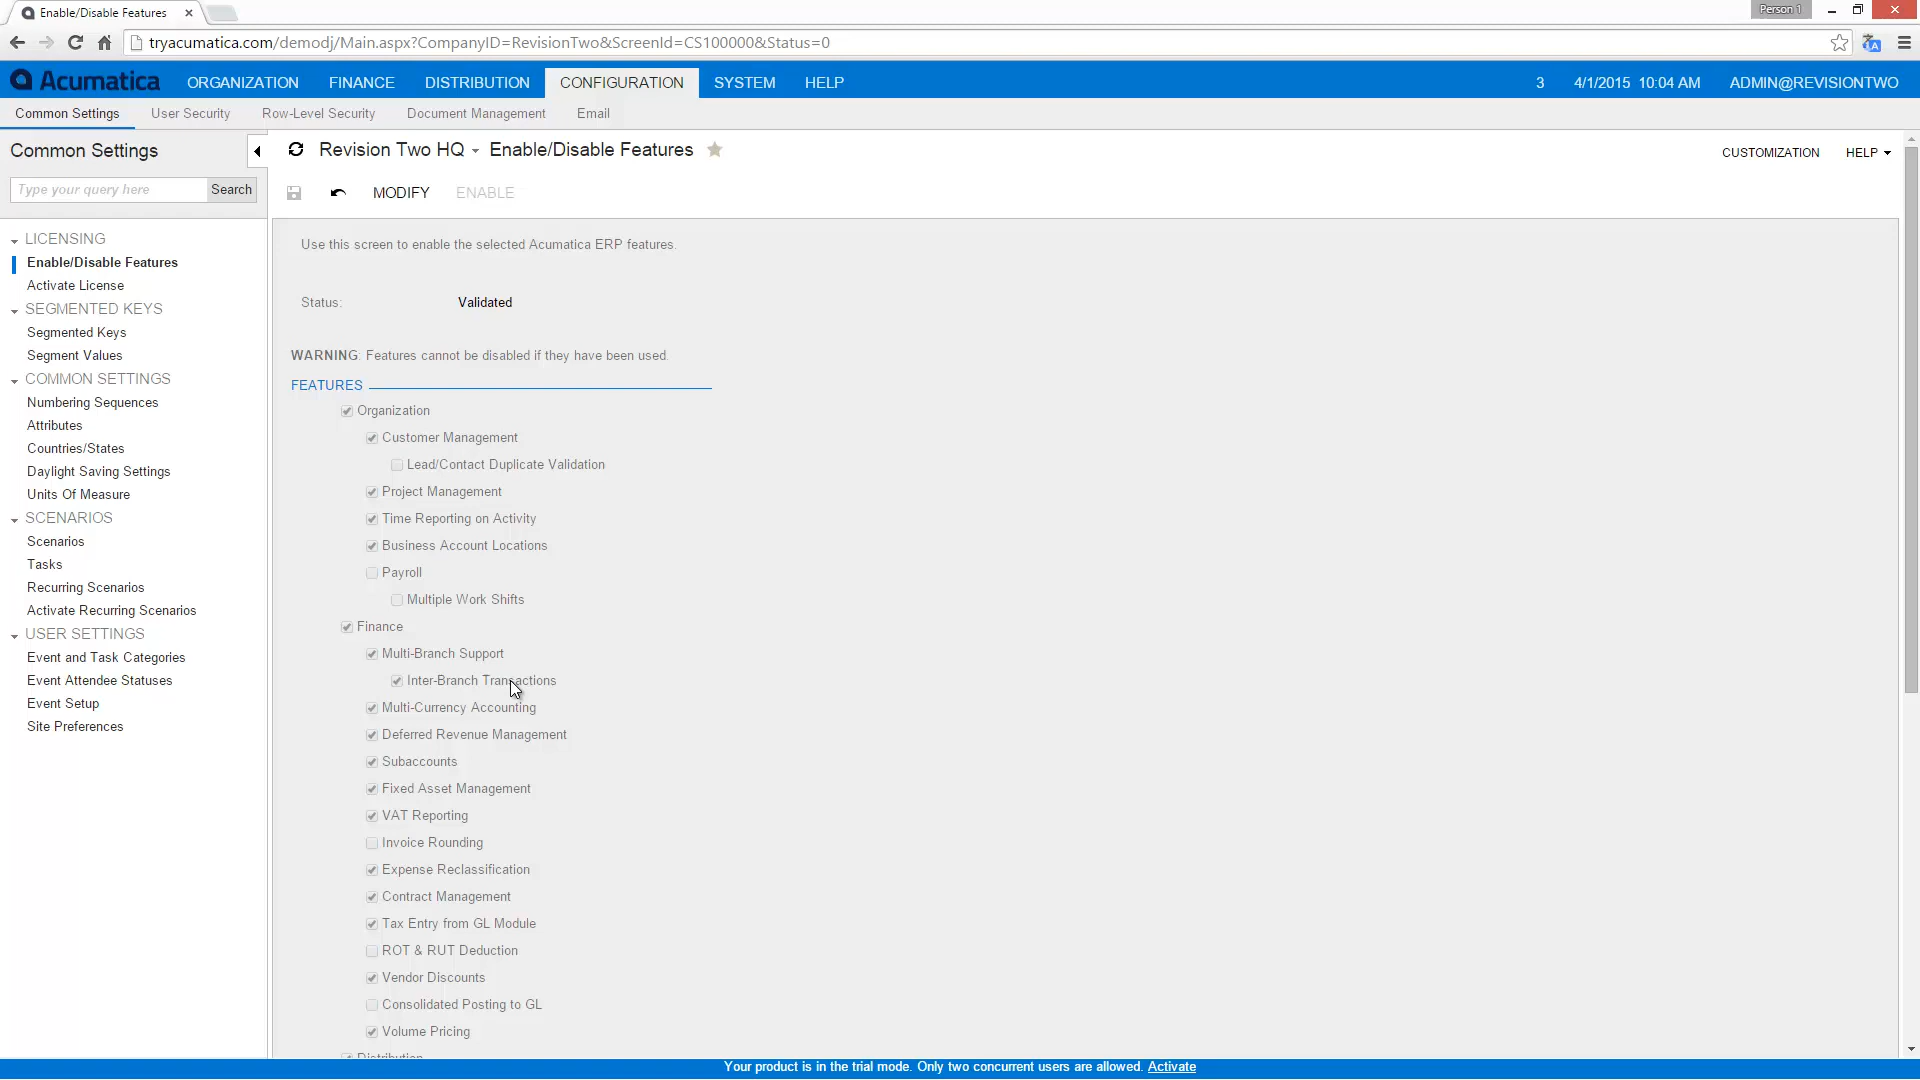 Enable/Disable Features
Person 1
tryacumatica.com/demodj/Main.aspx?CompanyID=RevisionTwo&ScreenId=CS100000&Status=0
Acumatica ORGANIZATION FINANCE DISTRIBUTION CONFIGURATION SYSTEM HELP 3 4/1/2015 10:04 AM ADMIN@REVISIONTWO
Common Settings User Security Row-Level Security Document Management Email
Common Settings
Type your query here Search
LICENSING
Enable/Disable Features
Activate License
SEGMENTED KEYS
Segmented Keys
Segment Values
COMMON SETTINGS
Numbering Sequences
Attributes
Countries/States
Daylight Saving Settings
Units Of Measure
SCENARIOS
Scenarios
Tasks
Recurring Scenarios
Activate Recurring Scenarios
USER SETTINGS
Event and Task Categories
Event Attendee Statuses
Event Setup
Site Preferences
Revision Two HQ Enable/Disable Features
CUSTOMIZATION HELP
MODIFY ENABLE
Use this screen to enable the selected Acumatica ERP features.
Status: Validated
WARNING: Features cannot be disabled if they have been used.
FEATURES
Organization
Customer Management
Lead/Contact Duplicate Validation
Project Management
Time Reporting on Activity
Business Account Locations
Payroll
Multiple Work Shifts
Finance
Multi-Branch Support
Inter-Branch Transactions
Multi-Currency Accounting
Deferred Revenue Management
Subaccounts
Fixed Asset Management
VAT Reporting
Invoice Rounding
Expense Reclassification
Contract Management
Tax Entry from GL Module
ROT & RUT Deduction
Vendor Discounts
Consolidated Posting to GL
Volume Pricing
Distribution
Your product is in the trial mode. Only two concurrent users are allowed. Activate